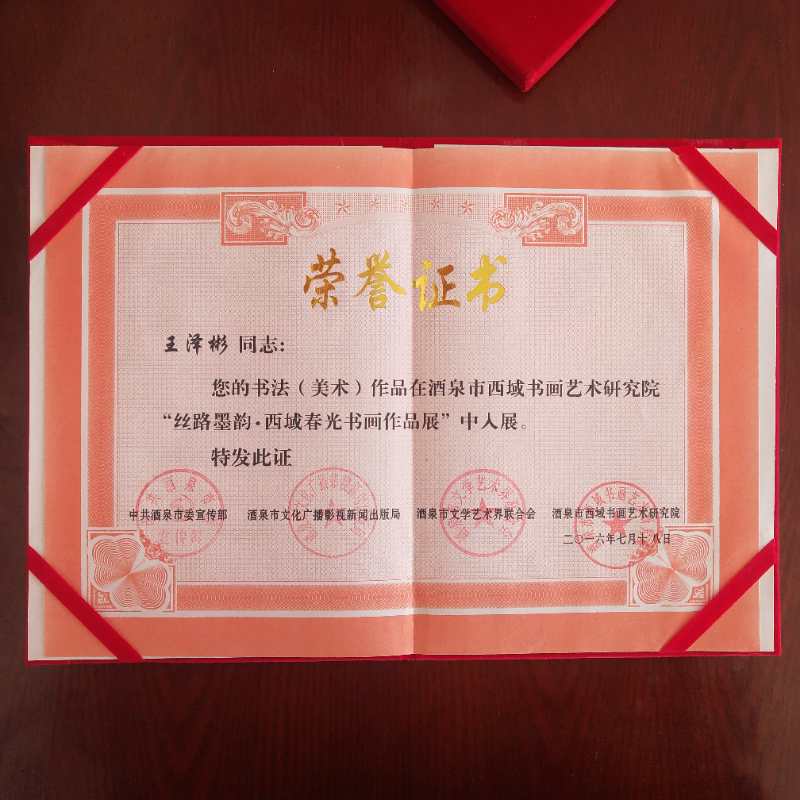 荣誉证书
王泽彬 同志：
您的书法（美术）作品在酒泉市西域书画艺术研究院
“丝路墨韵·西域春光书画作品展”中入展。
特发此证
中共酒泉市委宣传部 酒泉市文化广播影视新闻出版局 酒泉市文学艺术界联合会 酒泉市西域书画艺术研究院
二〇一六年七月十八日